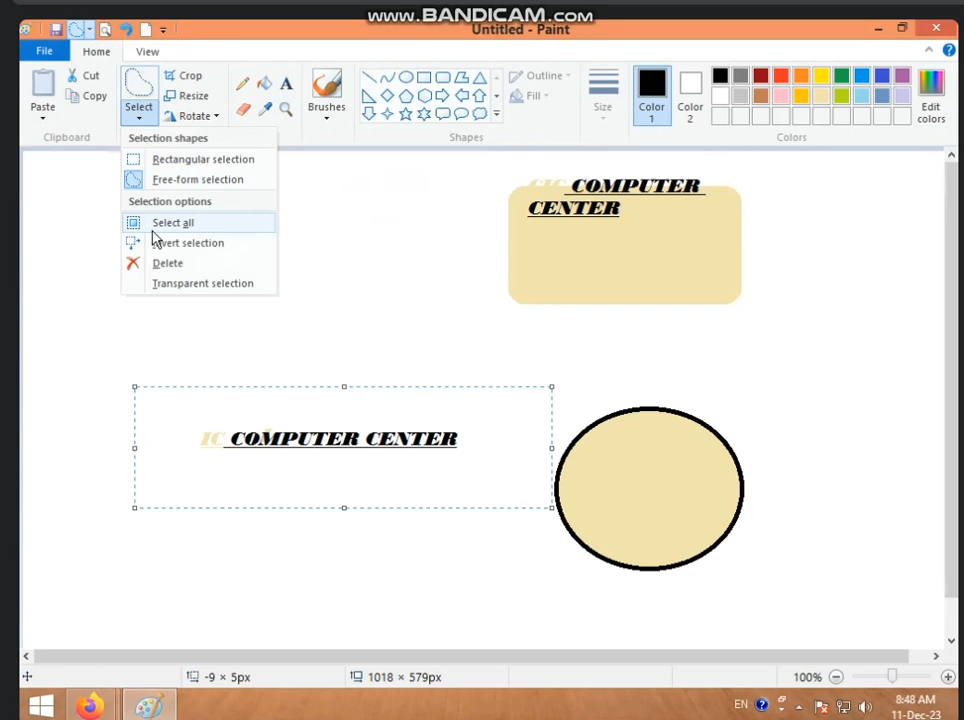 www.BANDICAM.com
Untitled - Paint
File
Home
View
Paste
Cut
Copy
Clipboard
Select
Crop
Resize
Rotate
Brushes
Outline
Fill
Shapes
Size
Color 1
Color 2
Edit colors
Colors
Selection shapes
Rectangular selection
Free-form selection
Selection options
Select all
Invert selection
Delete
Transparent selection
COMPUTER
CENTER
IC COMPUTER CENTER
-9 × 5px
1018 × 579px
100%
EN
8:48 AM
11-Dec-23